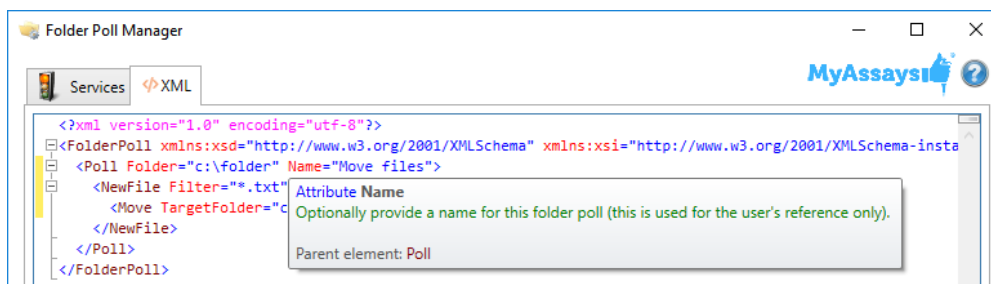 Folder Poll Manager
MyAssays
Services
XML
<?xml version="1.0" encoding="utf-8"?>
<FolderPoll xmlns:xsd="http://www.w3.org/2001/XMLSchema" xmlns:xsi="http://www.w3.org/2001/XMLSchema-insta
<Poll Folder="c:\folder" Name="Move files">
<NewFile Filter="*.txt"
Attribute Name
<Move TargetFolder="c
Optionally provide a name for this folder poll (this is used for the user's reference only).
</NewFile>
Parent element: Poll
</Poll>
</FolderPoll>